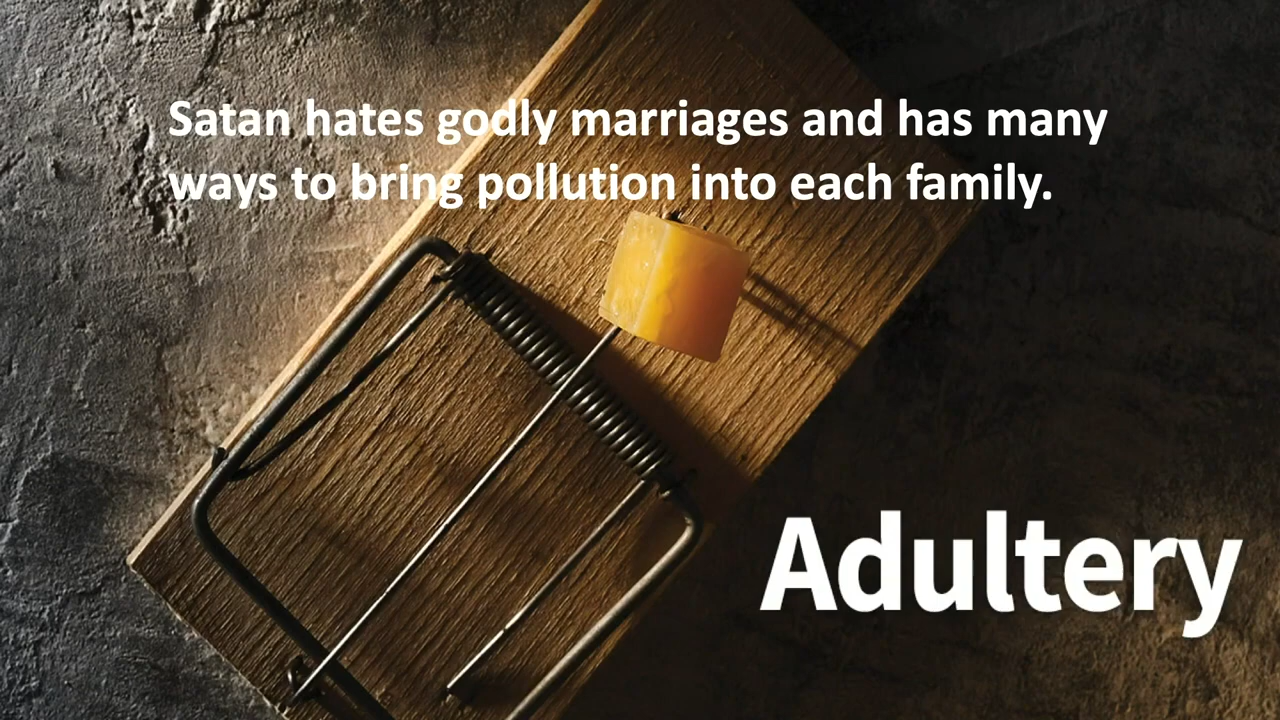 Satan hates godly marriages and has many
ways to bring pollution into each family.
Adultery